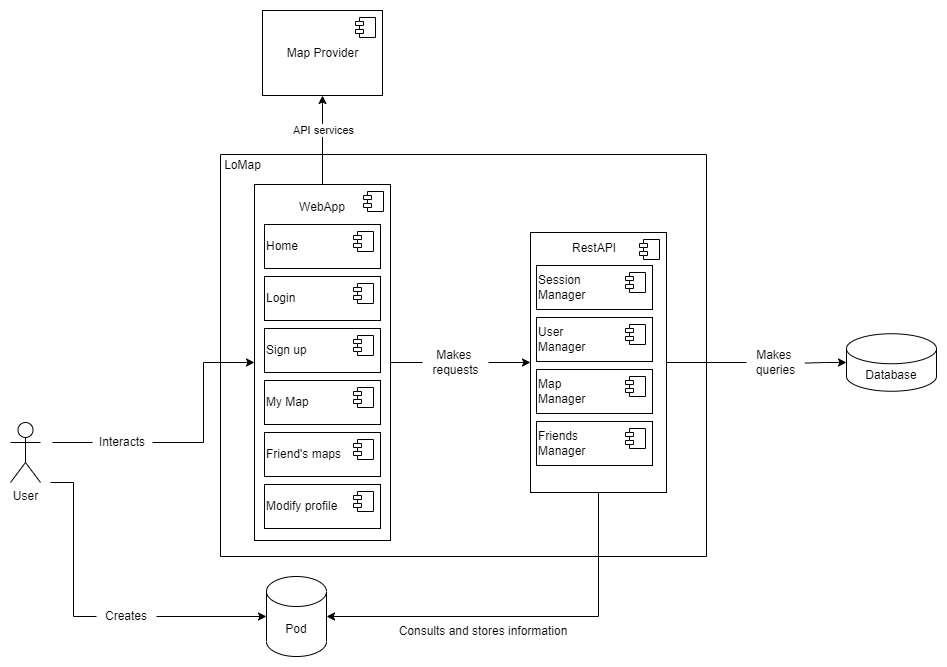 Map Provider
API services
LoMap
WebApp
Home
Login
Sign up
My Map
Friend's maps
Modify profile
Makes
requests
RestAPI
Session
Manager
User
Manager
Map
Manager
Friends
Manager
Makes
queries
Database
Interacts
User
Creates
Pod
Consults and stores information